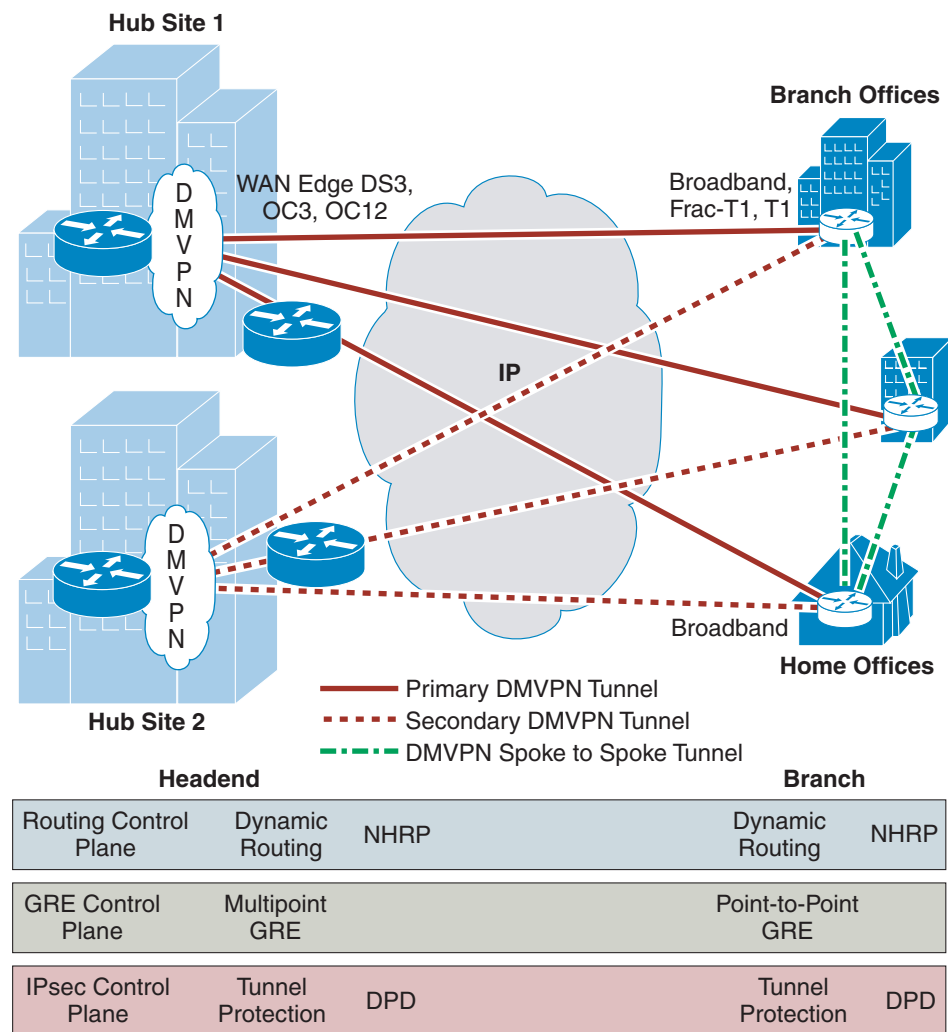 Hub Site 1
Branch Offices
WAN Edge DS3,
OC3, OC12
Broadband,
Frac-T1, T1
D
M
V
P
N
IP
D
M
V
P
N
Broadband
Home Offices
Hub Site 2
Primary DMVPN Tunnel
Secondary DMVPN Tunnel
DMVPN Spoke to Spoke Tunnel
Headend
Branch
Routing Control
Plane
Dynamic
Routing
NHRP
Dynamic
Routing
NHRP
GRE Control
Plane
Multipoint
GRE
Point-to-Point
GRE
IPsec Control
Plane
Tunnel
Protection
DPD
Tunnel
Protection
DPD